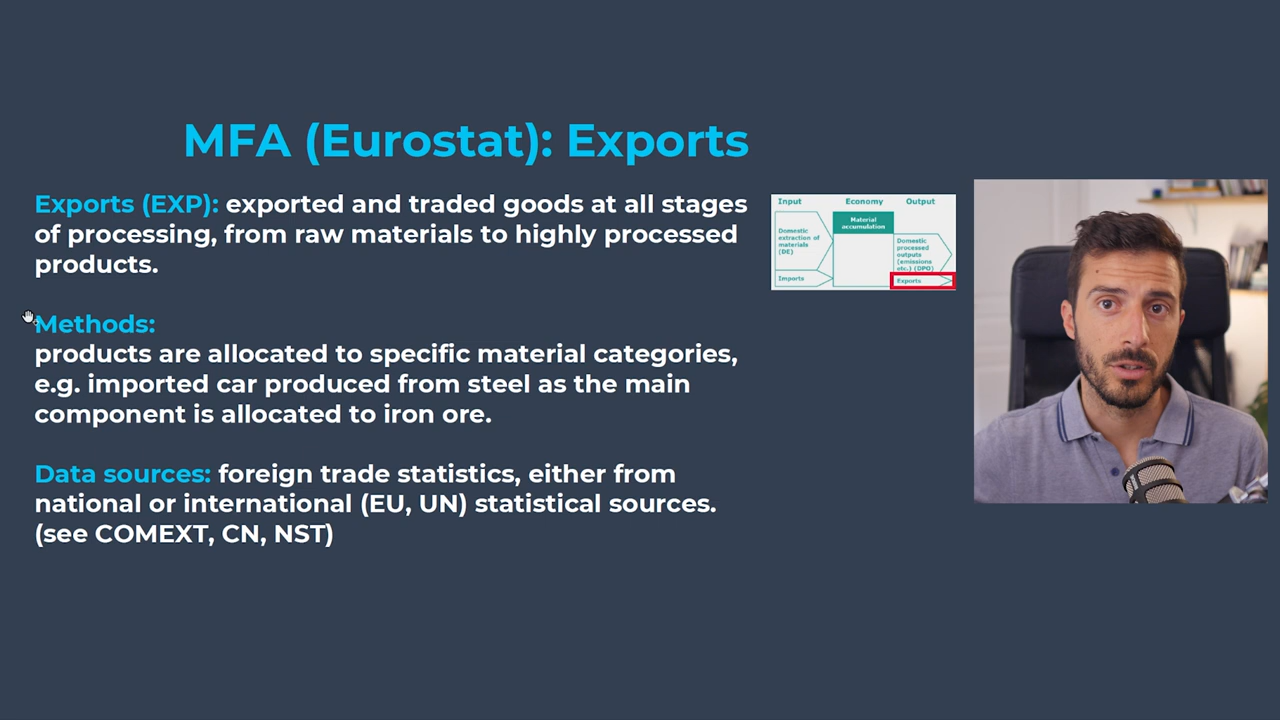 MFA (Eurostat): Exports
Exports (EXP): exported and traded goods at all stages
of processing, from raw materials to highly processed
products.
Methods:
products are allocated to specific material categories,
e.g. imported car produced from steel as the main
component is allocated to iron ore.
Data sources: foreign trade statistics, either from
national or international (EU, UN) statistical sources.
(see COMEXT, CN, NST)
Input
Economy
Output
Domestic
extraction of
materials
(DE)
Imports
Material
accumulation
Domestic
processed
outputs
(emissions
etc.) (DPO)
Exports